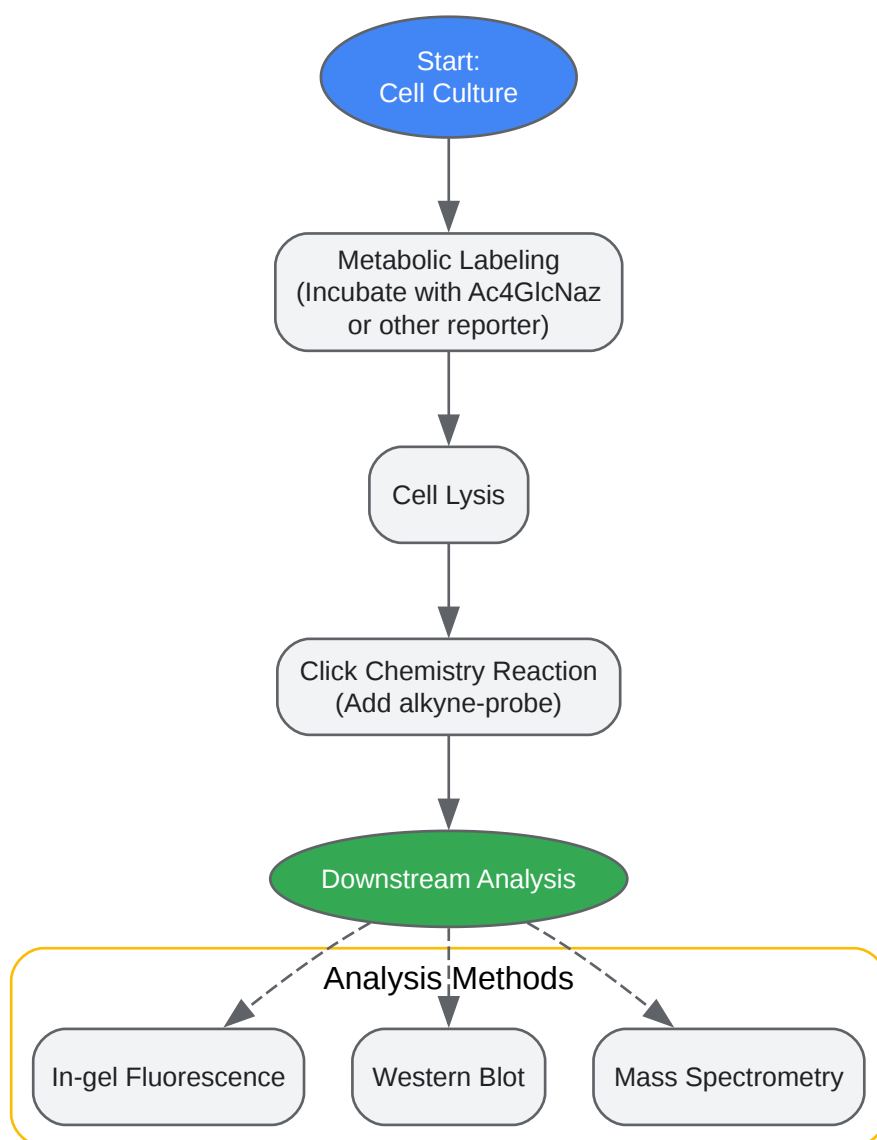 Start:
Cell Culture
Metabolic Labeling
(Incubate with Ac4GlcNaz
or other reporter)
Cell Lysis
Click Chemistry Reaction
(Add alkyne-probe)
Downstream Analysis
Analysis Methods
In-gel Fluorescence
Western Blot
Mass Spectrometry